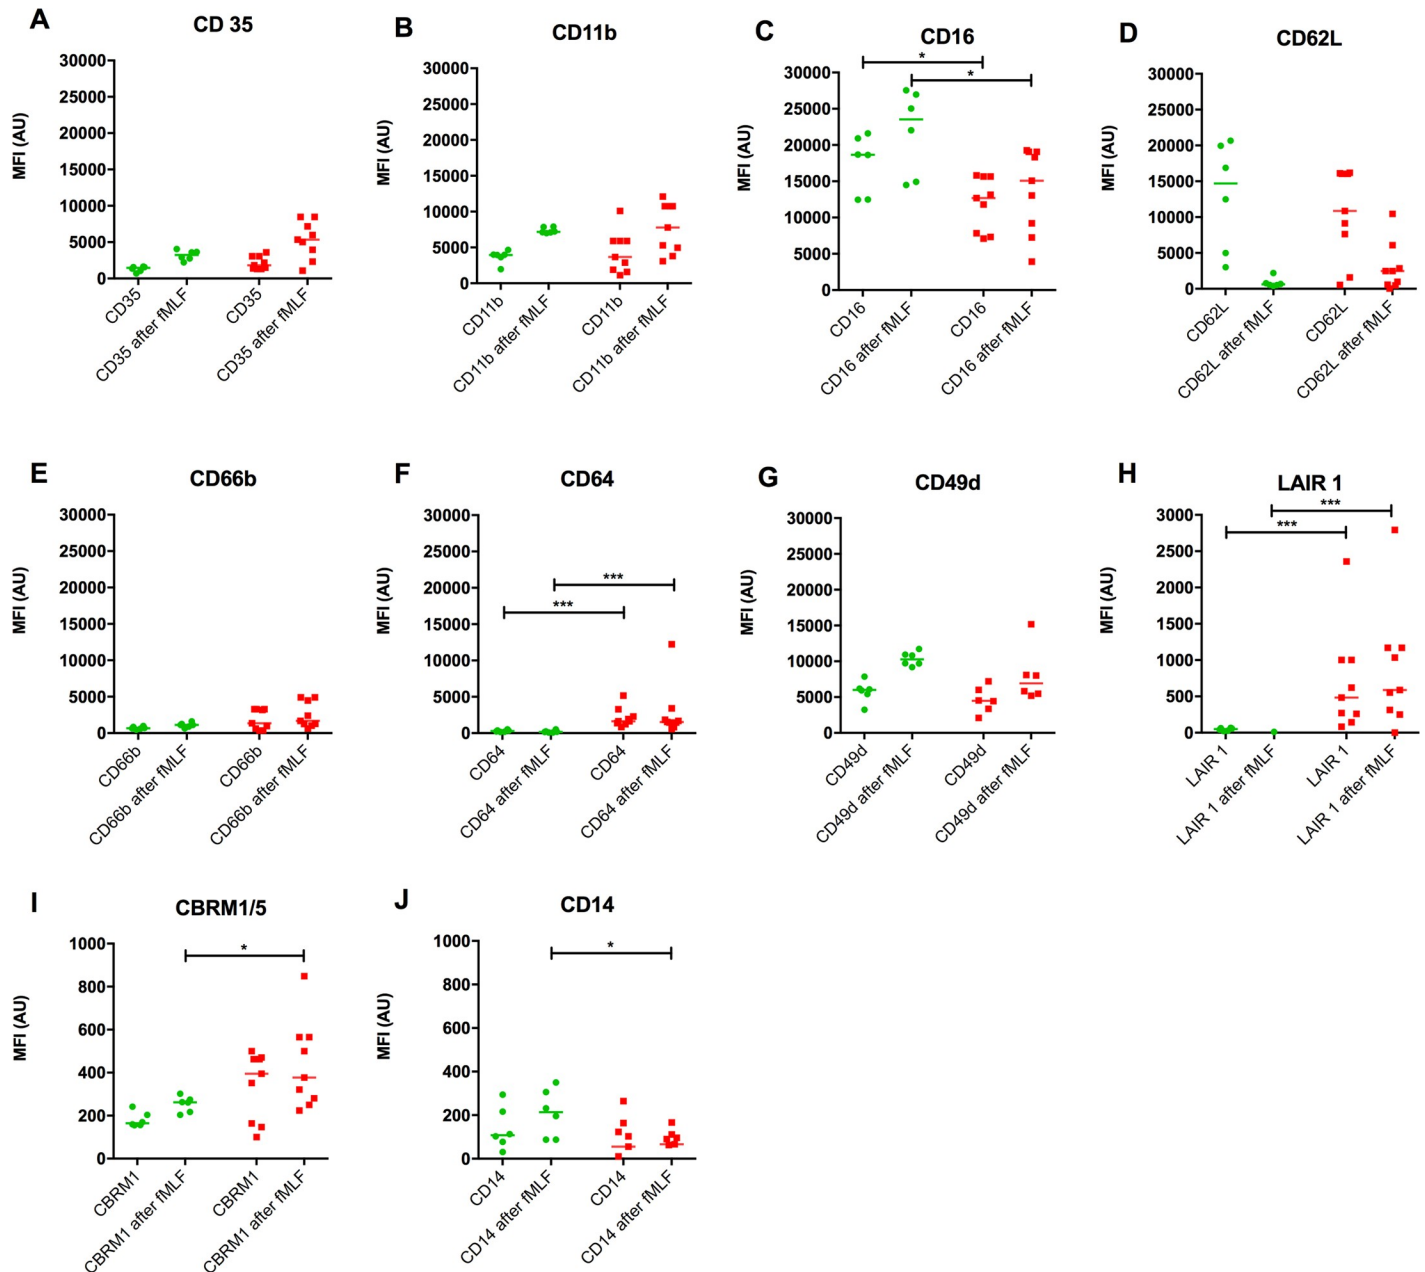 A
CD 35
MFI (AU)
30000
25000
20000
15000
10000
5000
0
CD35
CD35 after fMLF
CD35
CD35 after fMLF
B
CD11b
MFI (AU)
30000
25000
20000
15000
10000
5000
0
CD11b
CD11b after fMLF
CD11b
CD11b after fMLF
C
CD16
*
*
MFI (AU)
30000
25000
20000
15000
10000
5000
0
CD16
CD16 after fMLF
CD16
CD16 after fMLF
D
CD62L
MFI (AU)
30000
25000
20000
15000
10000
5000
0
CD62L
CD62L after fMLF
CD62L
CD62L after fMLF
E
CD66b
MFI (AU)
30000
25000
20000
15000
10000
5000
0
CD66b
CD66b after fMLF
CD66b
CD66b after fMLF
F
CD64
***
***
MFI (AU)
30000
25000
20000
15000
10000
5000
0
CD64
CD64 after fMLF
CD64
CD64 after fMLF
G
CD49d
MFI (AU)
30000
25000
20000
15000
10000
5000
0
CD49d
CD49d after fMLF
CD49d
CD49d after fMLF
H
LAIR 1
***
***
MFI (AU)
3000
2500
2000
1500
1000
500
0
LAIR 1
LAIR 1 after fMLF
LAIR 1
LAIR 1 after fMLF
I
CBRM1/5
*
MFI (AU)
1000
800
600
400
200
0
CBRM1
CBRM1 after fMLF
CBRM1
CBRM1 after fMLF
J
CD14
*
MFI (AU)
1000
800
600
400
200
0
CD14
CD14 after fMLF
CD14
CD14 after fMLF